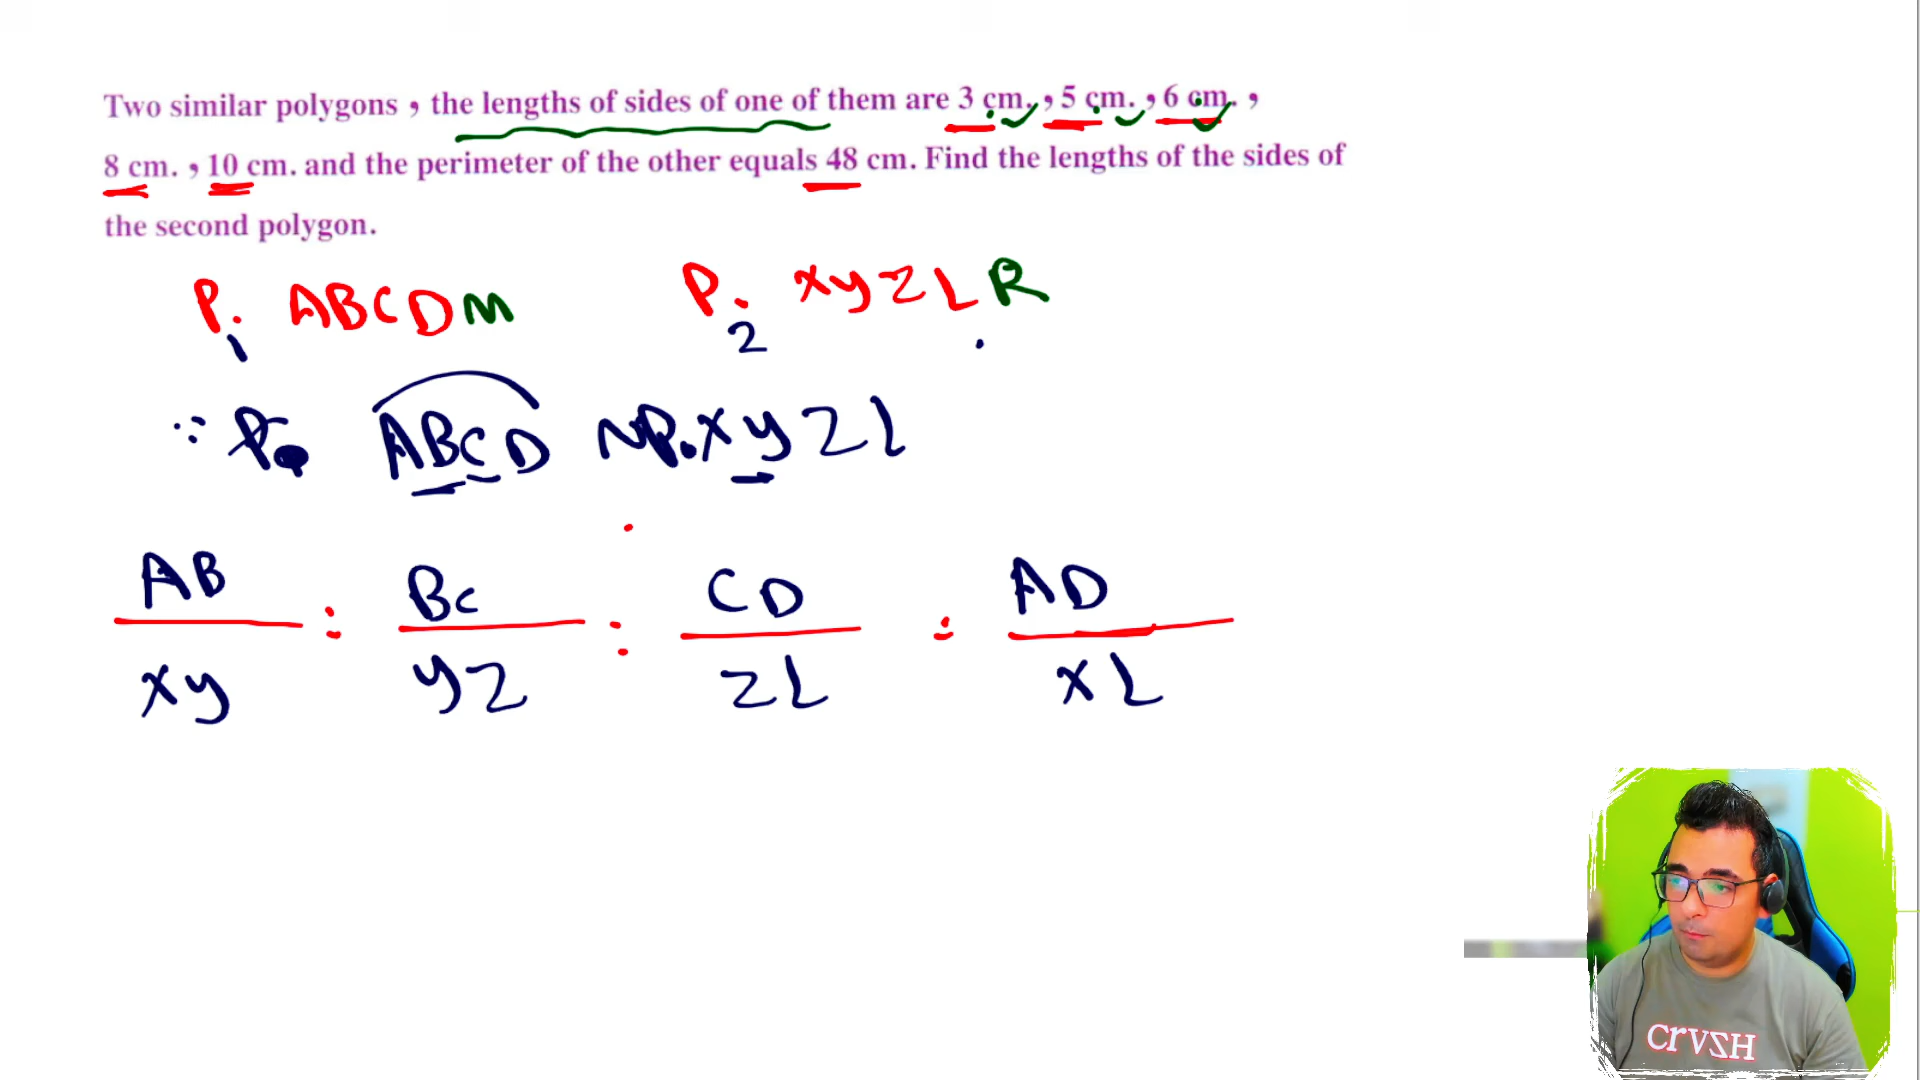 Two similar polygons , the lengths of sides of one of them are 3 cm. , 5 cm. , 6 cm. ,
8 cm. , 10 cm. and the perimeter of the other equals 48 cm. Find the lengths of the sides of
the second polygon.
P. ABCDM P. xyzLR
1 2
∵ P. ABCD ~ P. xyzL
AB = BC = CD = AD
xy yz zL xL
CrVSH